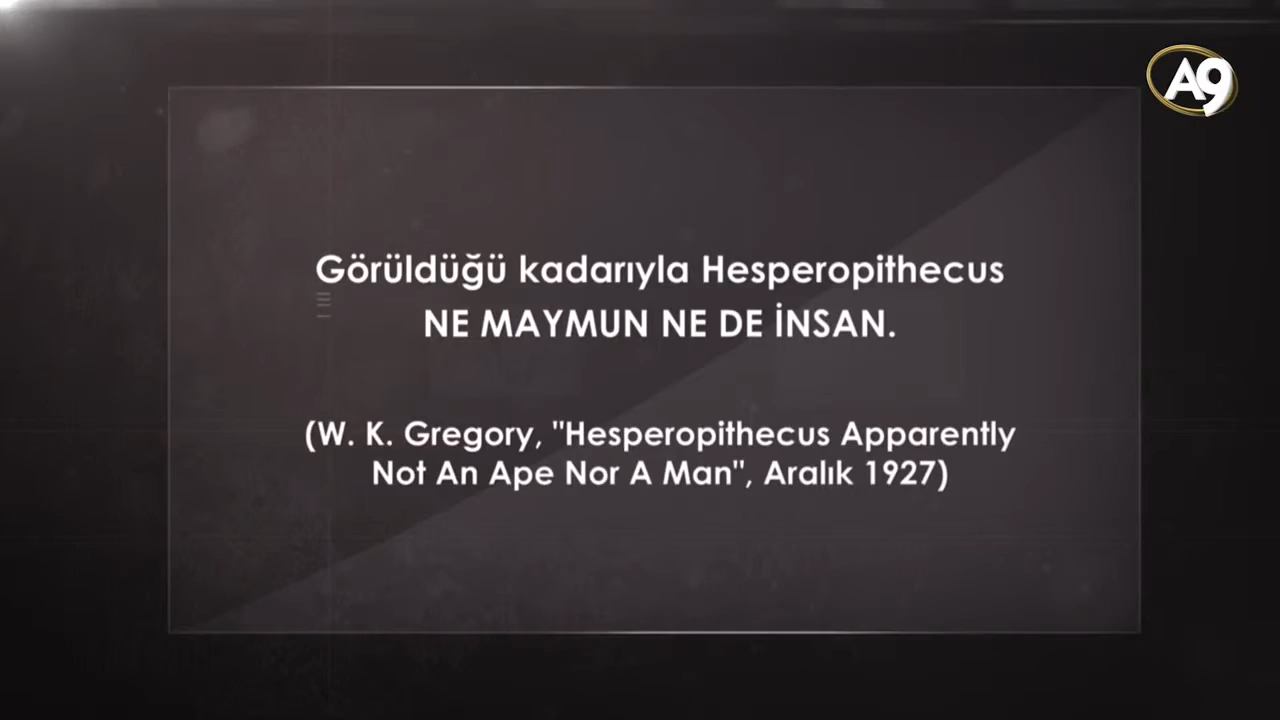 A9
Görüldüğü kadarıyla Hesperopithecus
NE MAYMUN NE DE İNSAN.
(W. K. Gregory, "Hesperopithecus Apparently
Not An Ape Nor A Man", Aralık 1927)